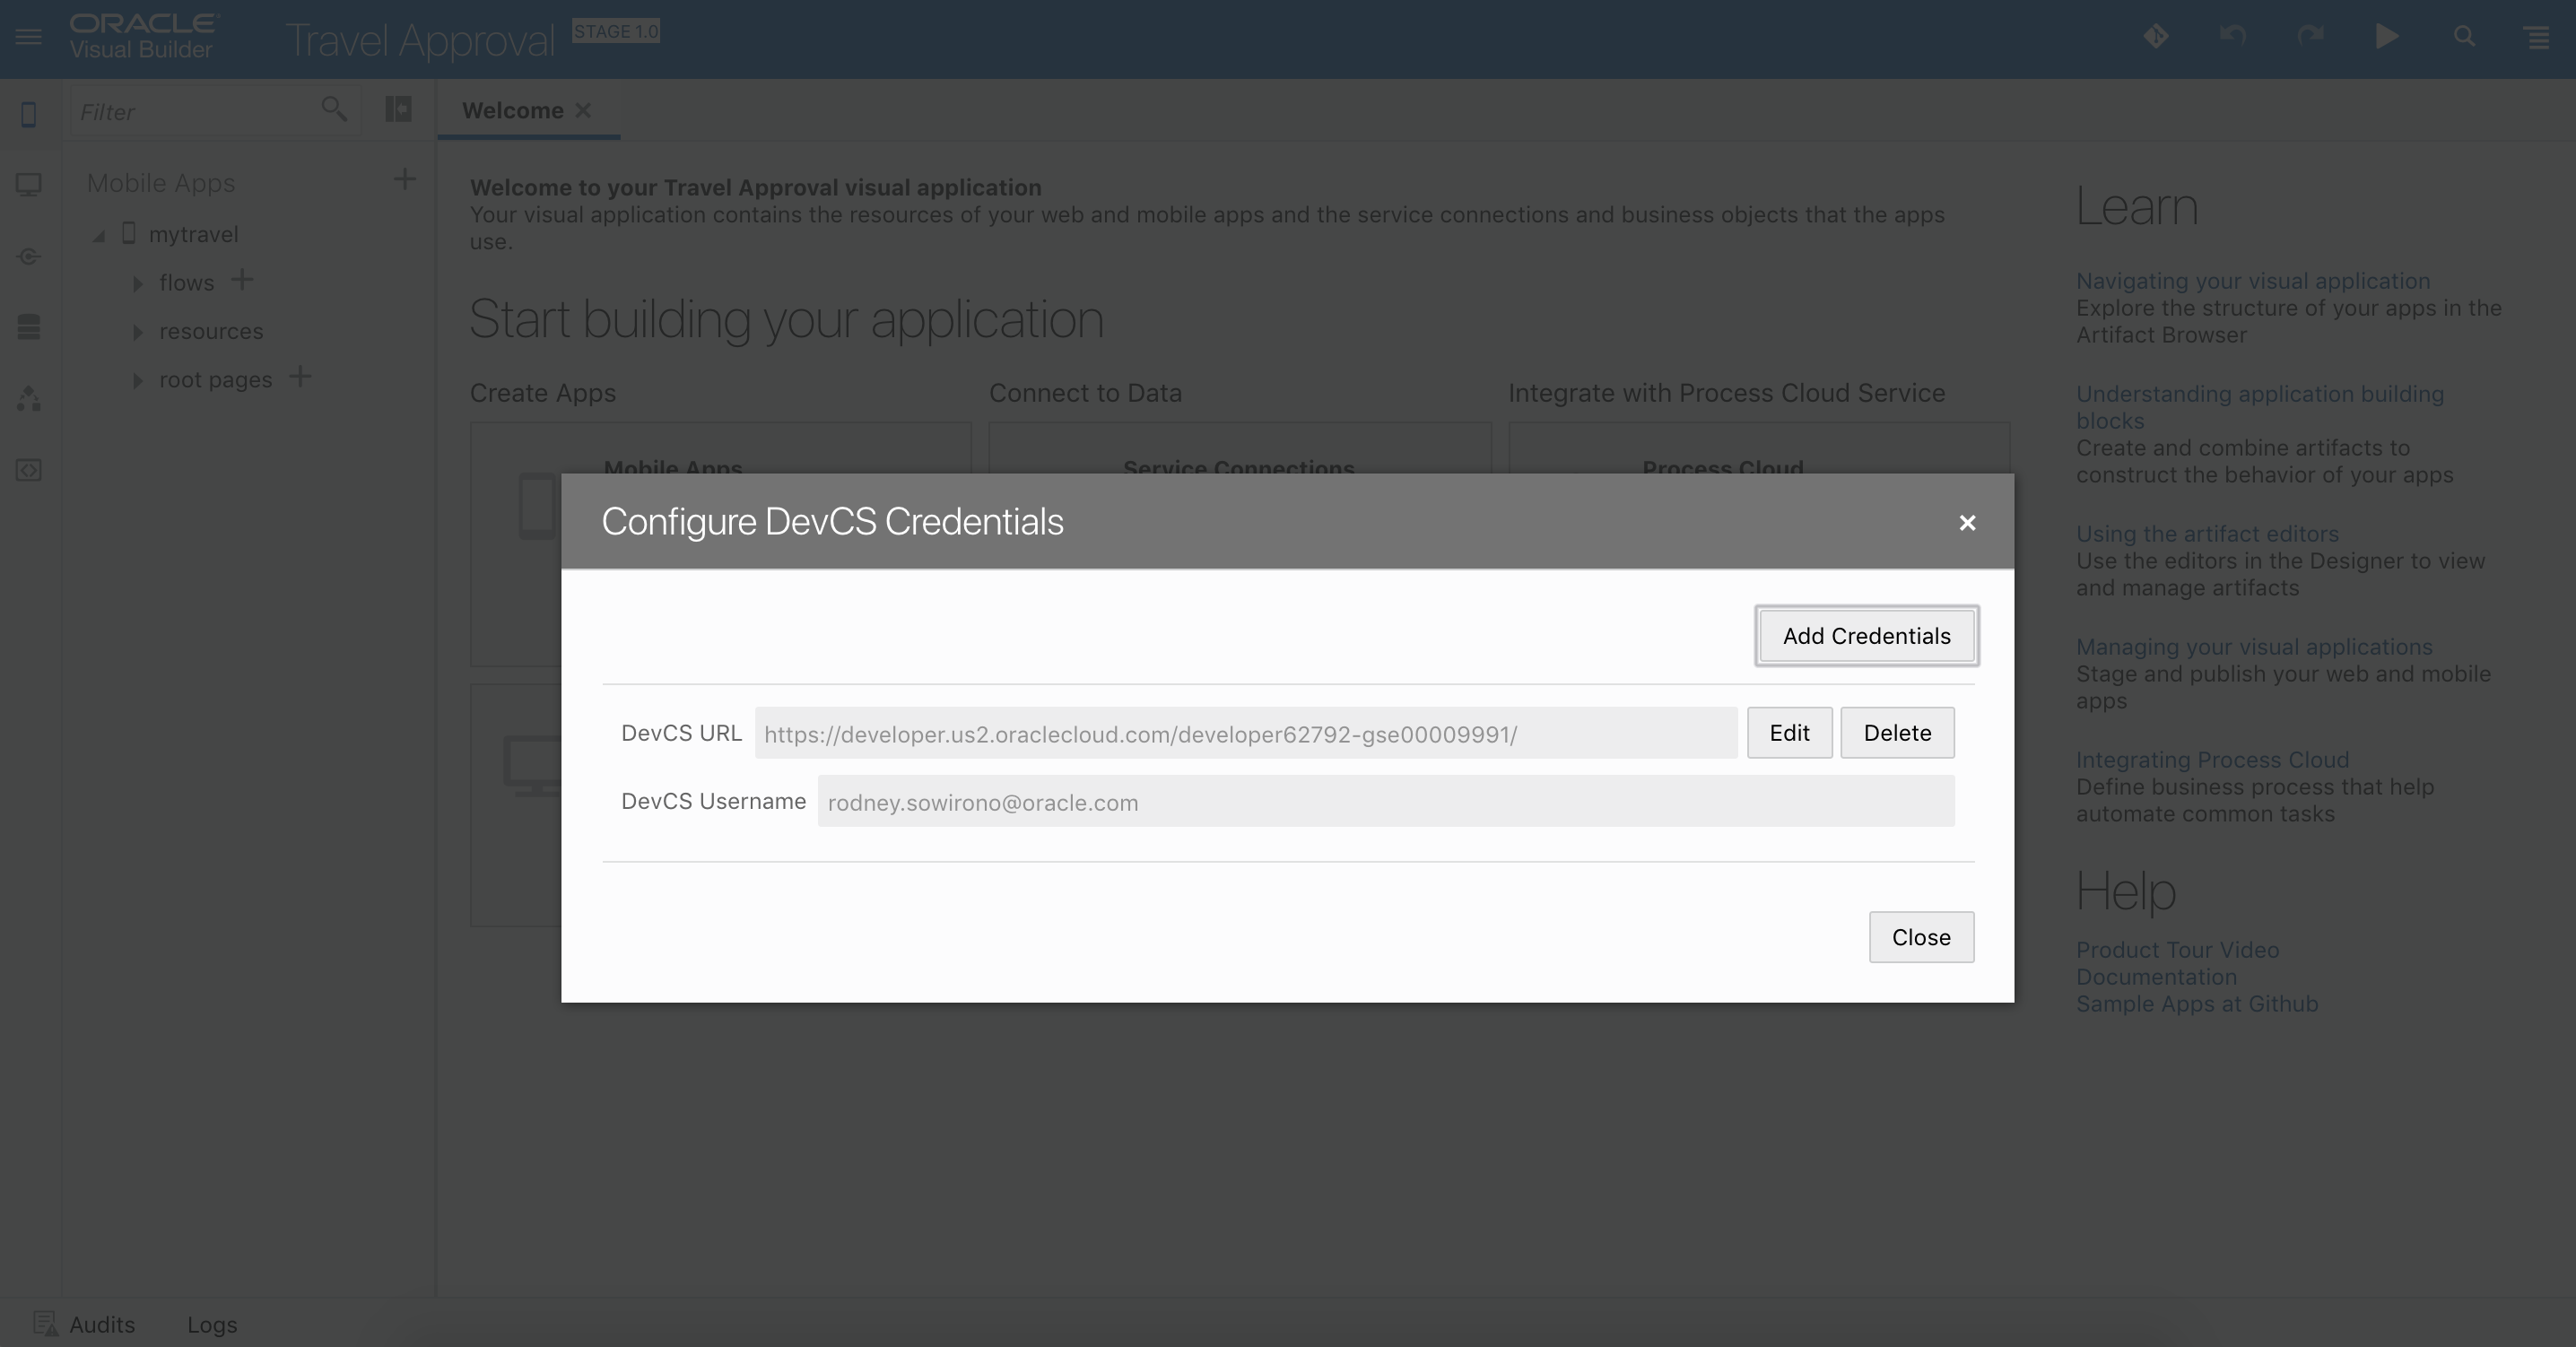 ORACLE
Visual Builder
Travel Approval
STAGE 1.0
Filter
Welcome
Mobile Apps
mytravel
flows
resources
root pages
Welcome to your Travel Approval visual application
Your visual application contains the resources of your web and mobile apps and the service connections and business objects that the apps
use.
Start building your application
Create Apps
Connect to Data
Integrate with Process Cloud Service
Mobile Apps
Service Connections
Process Cloud
Configure DevCS Credentials
Add Credentials
DevCS URL
https://developer.us2.oraclecloud.com/developer62792-gse00009991/
Edit
Delete
DevCS Username
rodney.sowirono@oracle.com
Close
Learn
Navigating your visual application
Explore the structure of your apps in the
Artifact Browser
Understanding application building
blocks
Create and combine artifacts to
construct the behavior of your apps
Using the artifact editors
Use the editors in the Designer to view
and manage artifacts
Managing your visual applications
Stage and publish your web and mobile
apps
Integrating Process Cloud
Define business process that help
automate common tasks
Help
Product Tour Video
Documentation
Sample Apps at Github
Audits
Logs